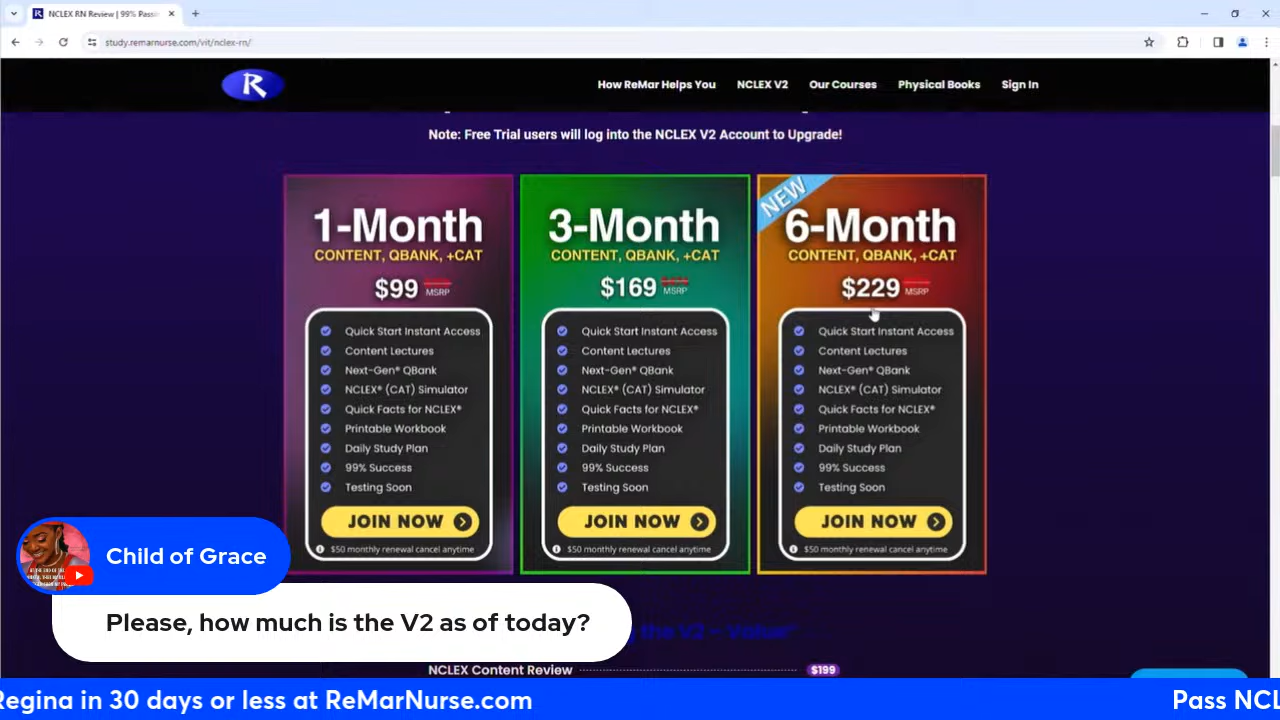 NCLEX RN Review | 99% Passi
study.remarnurse.com/vit/nclex-rn/
R
How ReMar Helps You NCLEX V2 Our Courses Physical Books Sign In
Note: Free Trial users will log into the NCLEX V2 Account to Upgrade!
1-Month
CONTENT, QBANK, +CAT
$99 MSRP
Quick Start Instant Access
Content Lectures
Next-Gen® QBank
NCLEX® (CAT) Simulator
Quick Facts for NCLEX®
Printable Workbook
Daily Study Plan
99% Success
Testing Soon
JOIN NOW
$50 monthly renewal cancel anytime
3-Month
CONTENT, QBANK, +CAT
$169 MSRP
Quick Start Instant Access
Content Lectures
Next-Gen® QBank
NCLEX® (CAT) Simulator
Quick Facts for NCLEX®
Printable Workbook
Daily Study Plan
99% Success
Testing Soon
JOIN NOW
$50 monthly renewal cancel anytime
NEW
6-Month
CONTENT, QBANK, +CAT
$229 MSRP
Quick Start Instant Access
Content Lectures
Next-Gen® QBank
NCLEX® (CAT) Simulator
Quick Facts for NCLEX®
Printable Workbook
Daily Study Plan
99% Success
Testing Soon
JOIN NOW
$50 monthly renewal cancel anytime
Child of Grace
Please, how much is the V2 as of today?
the V2 – Value*
NCLEX Content Review $199
Regina in 30 days or less at ReMarNurse.com Pass NCL